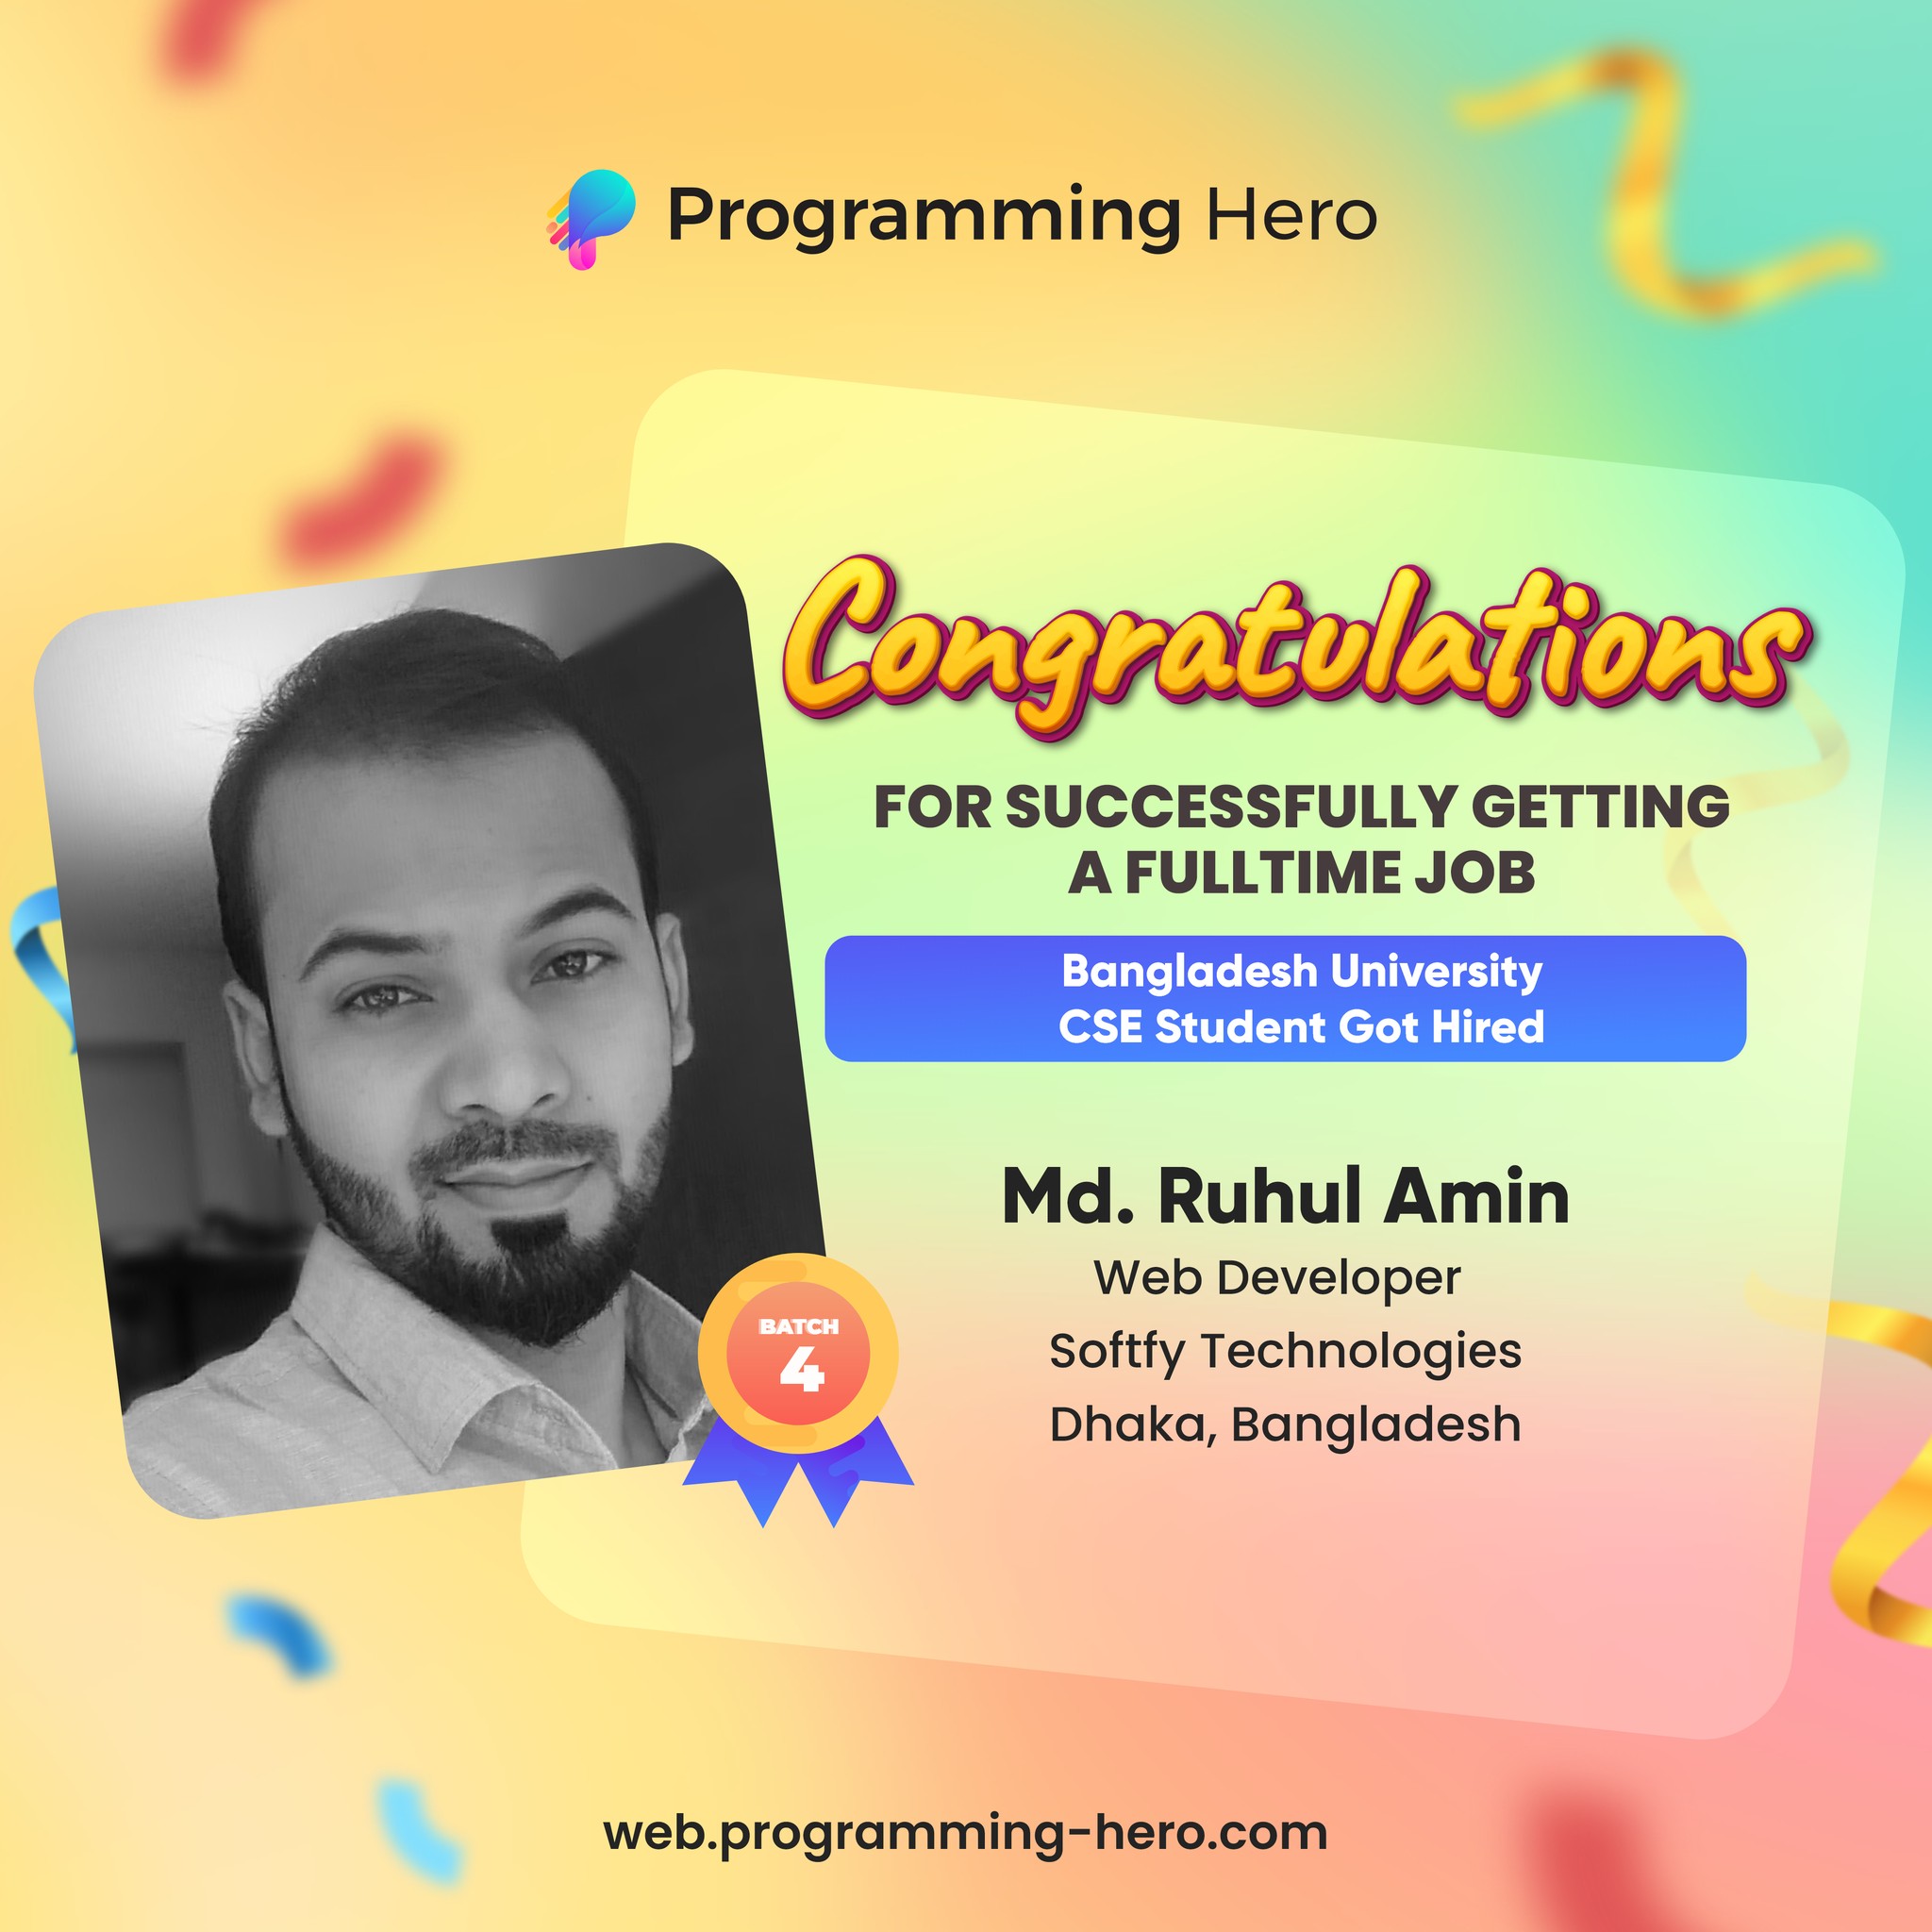 Programming Hero
Congratulations
FOR SUCCESSFULLY GETTING
A FULLTIME JOB
Bangladesh University
CSE Student Got Hired
Md. Ruhul Amin
Web Developer
Softfy Technologies
Dhaka, Bangladesh
BATCH
4
web.programming-hero.com